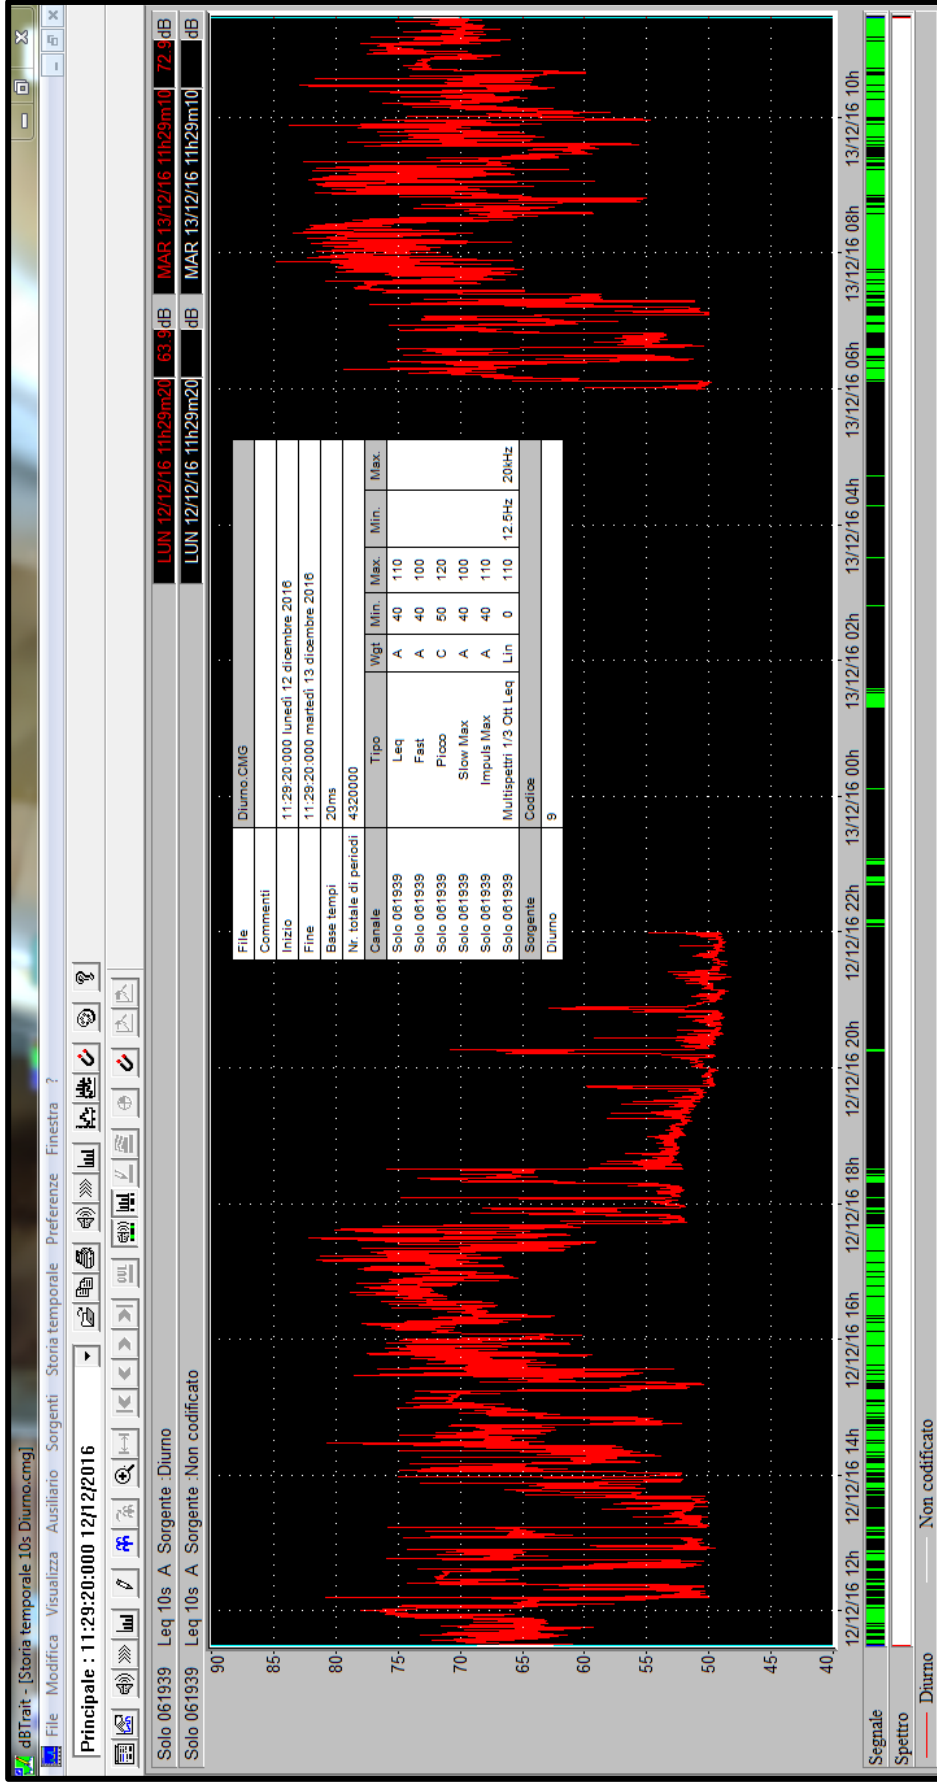 dBTrait - [Storia temporale 10s Diurno.cmg]
File Modifica Visualizza Ausiliario Sorgenti Storia temporale Preferenze Finestra ?
Principale : 11:29:20:000 12/12/2016
Solo 061939 Leq 10s A Sorgente :Diurno LUN 12/12/16 11h29m20 63.9 dB MAR 13/12/16 11h29m10 72.9 dB
Solo 061939 Leq 10s A Sorgente :Non codificato LUN 12/12/16 11h29m20 dB MAR 13/12/16 11h29m10 dB
90
85
80
75
70
65
60
55
50
45
40
File Diurno.CMG
Commenti
Inizio 11:29:20:000 lunedì 12 dicembre 2016
Fine 11:29:20:000 martedì 13 dicembre 2016
Base tempi 20ms
Nr. totale di periodi 4320000
Canale Tipo Wgt Min. Max. Min. Max.
Solo 061939 Leq A 40 110
Solo 061939 Fast A 40 100
Solo 061939 Picco C 50 120
Solo 061939 Slow Max A 40 100
Solo 061939 Impuls Max A 40 110
Solo 061939 Multispettri 1/3 Ott Leq Lin 0 110 12.5Hz 20kHz
Sorgente Codice
Diurno 9
12/12/16 12h 12/12/16 14h 12/12/16 16h 12/12/16 18h 12/12/16 20h 12/12/16 22h 13/12/16 00h 13/12/16 02h 13/12/16 04h 13/12/16 06h 13/12/16 08h 13/12/16 10h
Segnale
Spettro
Diurno Non codificato